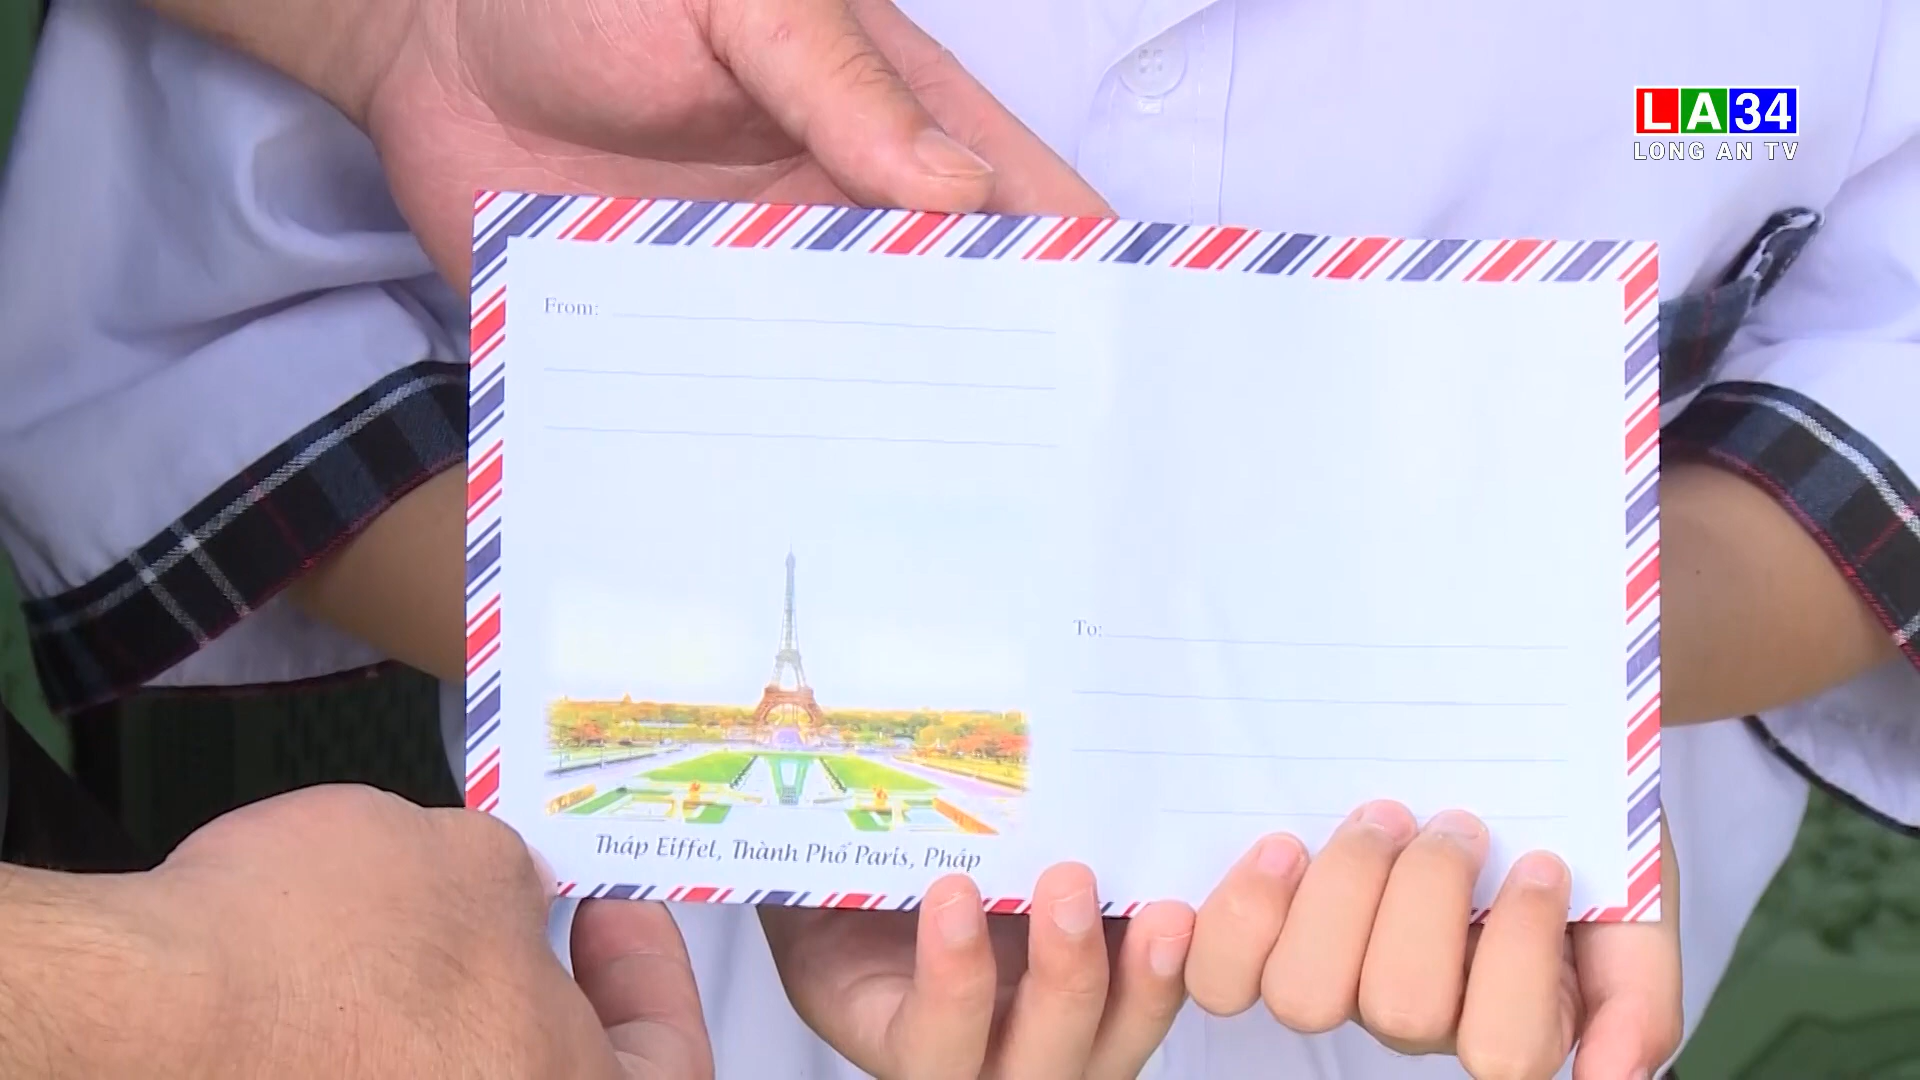 LA34
LONG AN TV
From:
To:
Tháp Eiffel, Thành Phố Paris, Pháp